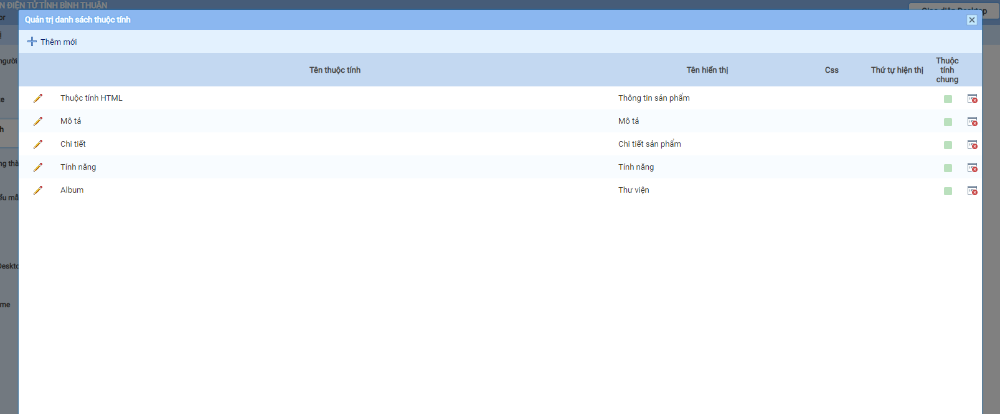 N ĐIỆN TỬ TỈNH BÌNH THUẬN
or
Quản trị danh sách thuộc tính
Thêm mới
Tên thuộc tính
Tên hiển thị
Css
Thứ tự hiện thị
Thuộc
tính
chung
Thuộc tính HTML
Thông tin sản phẩm
Mô tả
Mô tả
Chi tiết
Chi tiết sản phẩm
Tính năng
Tính năng
Album
Thư viện
người
te
h
ng thà
ểu mẫ
Deskto
me